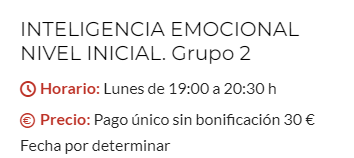 INTELIGENCIA EMOCIONAL
NIVEL INICIAL. Grupo 2
Horario: Lunes de 19:00 a 20:30 h
Precio: Pago único sin bonificación 30 €
Fecha por determinar